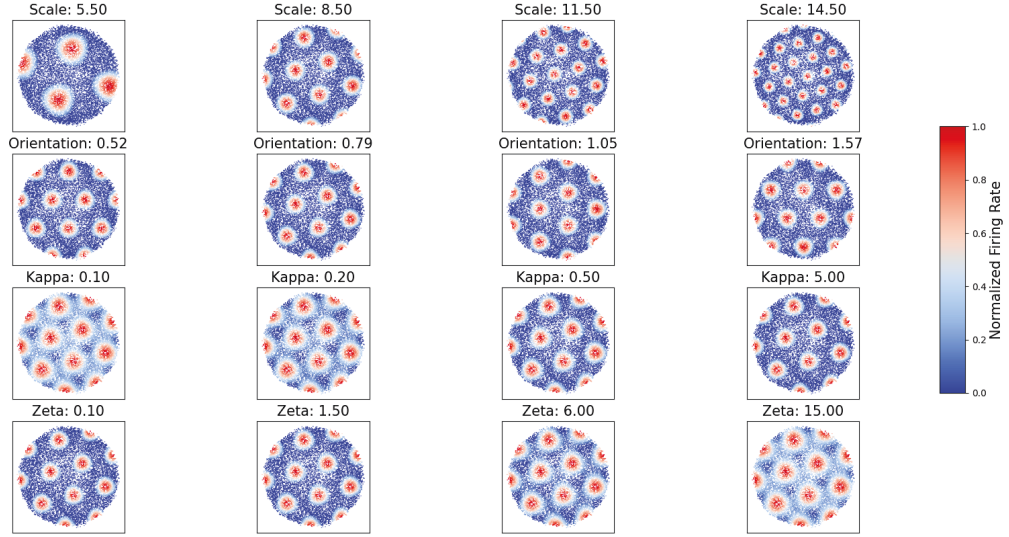 Scale: 5.50
Scale: 8.50
Scale: 11.50
Scale: 14.50
Orientation: 0.52
Orientation: 0.79
Orientation: 1.05
Orientation: 1.57
Kappa: 0.10
Kappa: 0.20
Kappa: 0.50
Kappa: 5.00
Zeta: 0.10
Zeta: 1.50
Zeta: 6.00
Zeta: 15.00
1.0
0.8
0.6
0.4
0.2
0.0
Normalized Firing Rate